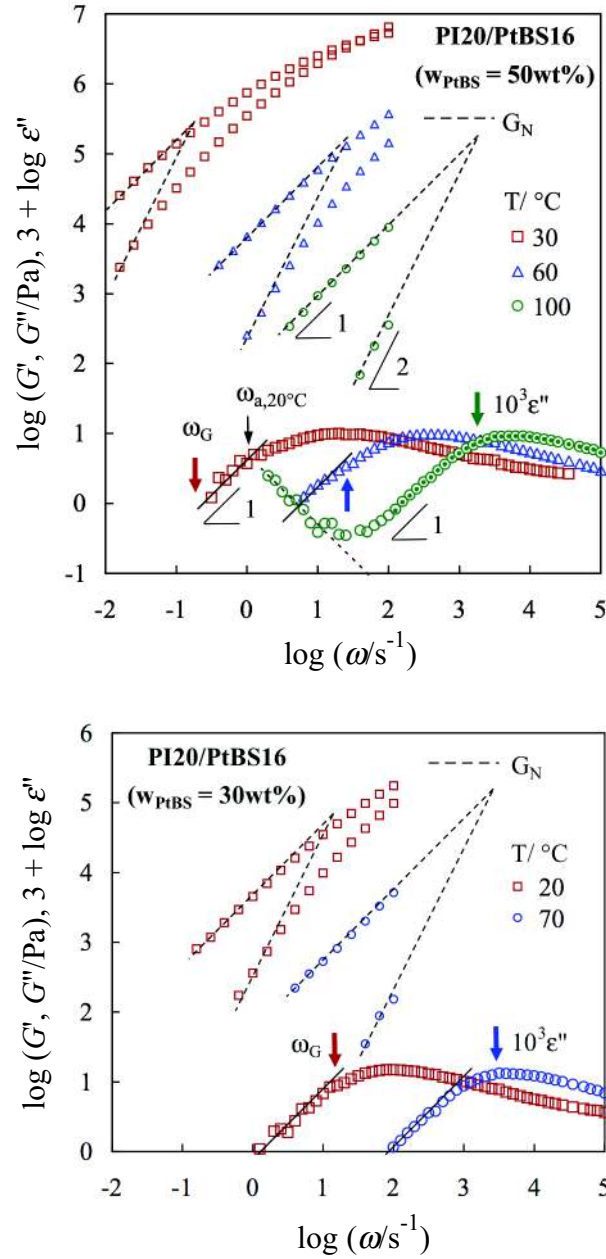 7
6
5
4
3
2
1
0
-1
log (G', G''/Pa), 3 + log ε''
PI20/PtBS16
(wPtBS = 50wt%)
GN
T/ °C
30
60
100
1
2
ωG
ωa,20°C
10³ε''
1
1
-2 -1 0 1 2 3 4 5
log (ω/s⁻¹)
6
5
4
3
2
1
0
log (G', G''/Pa), 3 + log ε''
PI20/PtBS16
(wPtBS = 30wt%)
GN
T/ °C
20
70
ωG
10³ε''
-2 -1 0 1 2 3 4 5
log (ω/s⁻¹)